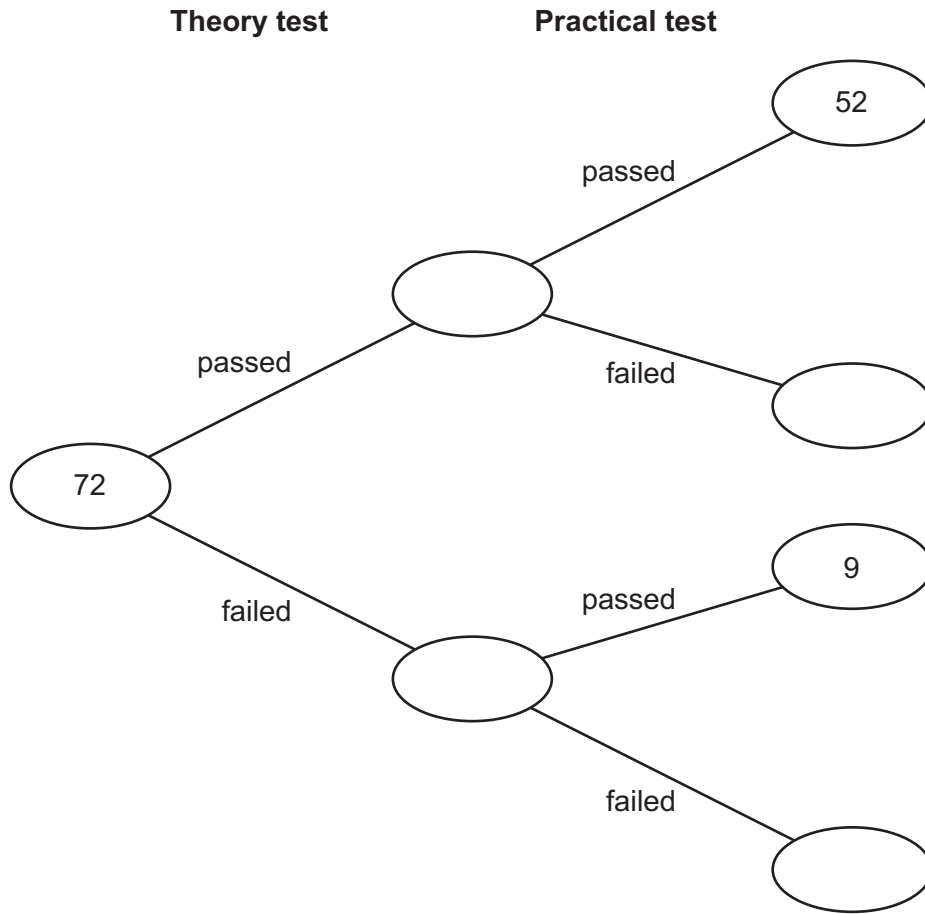 Theory test Practical test
52
passed
passed
failed
72
9
passed
failed
failed